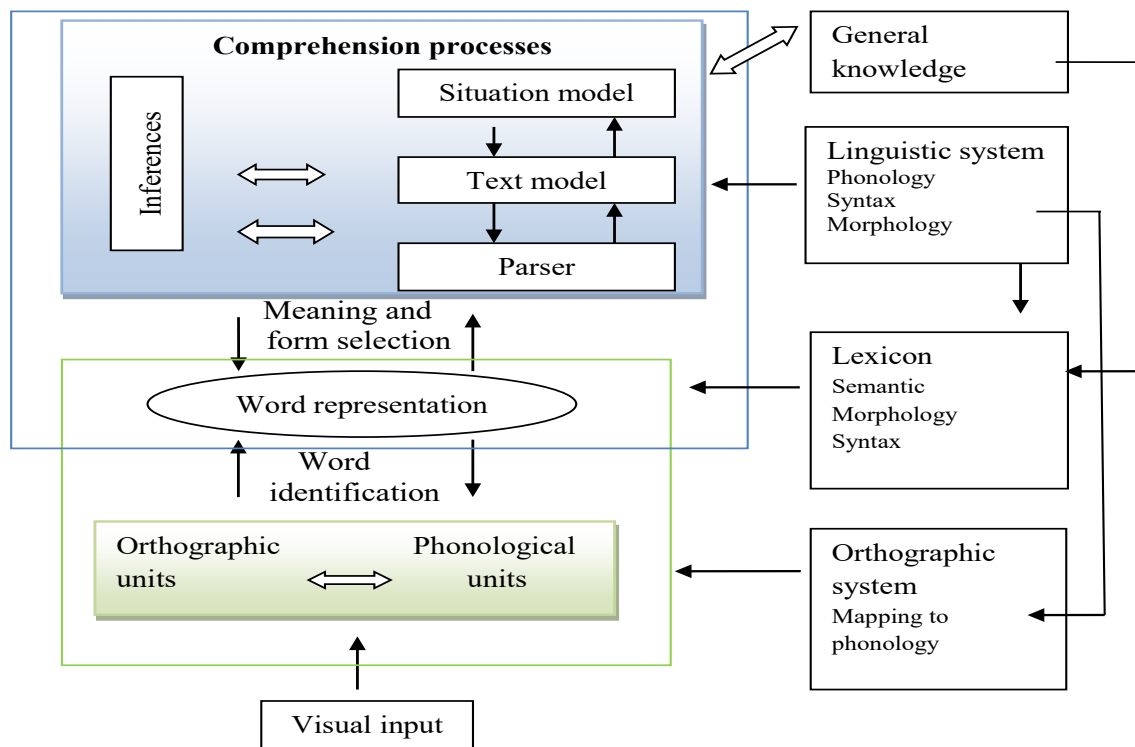 Comprehension processes
Inferences
Situation model
Text model
Parser
Meaning and
form selection
Word representation
Word
identification
Orthographic
units
Phonological
units
Visual input
General
knowledge
Linguistic system
Phonology
Syntax
Morphology
Lexicon
Semantic
Morphology
Syntax
Orthographic
system
Mapping to
phonology